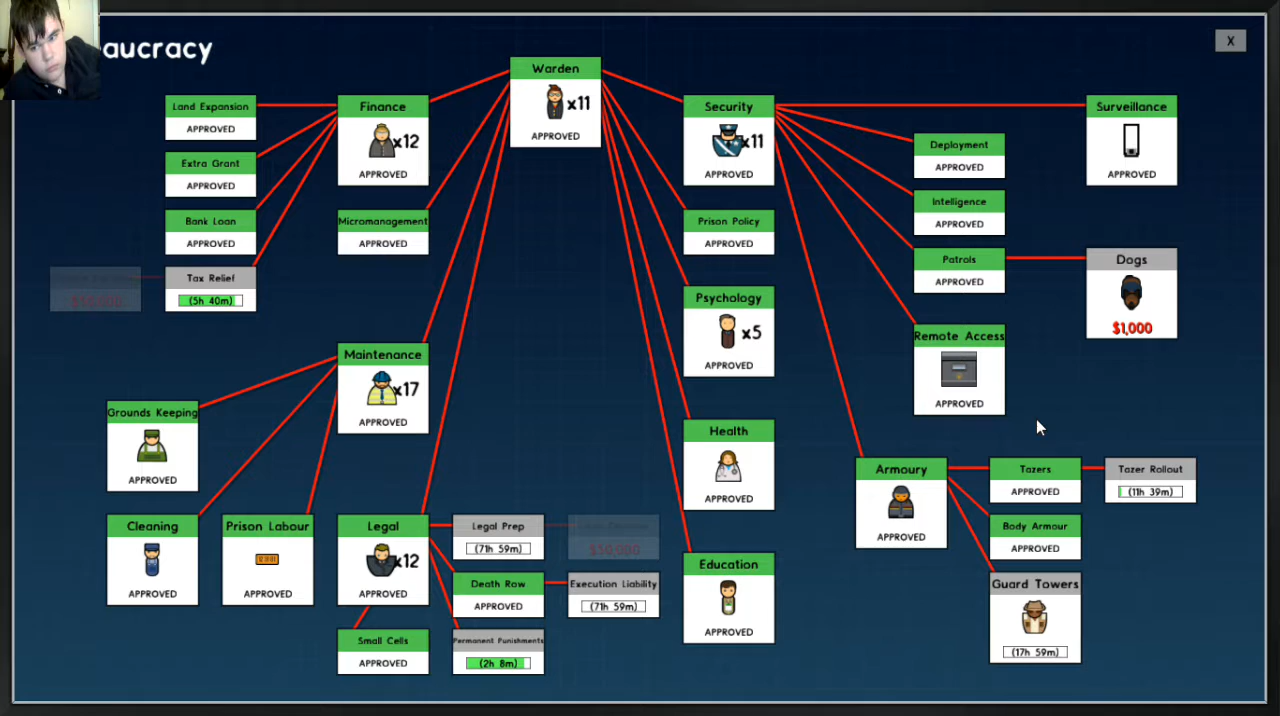 aucracy
X
Warden
x11
APPROVED
Land Expansion
APPROVED
Finance
x12
APPROVED
Security
x11
APPROVED
Surveillance
APPROVED
Extra Grant
APPROVED
Deployment
APPROVED
Bank Loan
APPROVED
Micromanagement
APPROVED
Prison Policy
APPROVED
Intelligence
APPROVED
Tax Relief
(5h 40m)
Patrols
APPROVED
Dogs
$1,000
Psychology
x5
APPROVED
Remote Access
APPROVED
Maintenance
x17
APPROVED
Grounds Keeping
APPROVED
Health
APPROVED
Armoury
APPROVED
Tazers
APPROVED
Tazer Rollout
(11h 39m)
Cleaning
APPROVED
Prison Labour
APPROVED
Legal
x12
APPROVED
Legal Prep
(71h 59m)
Body Armour
APPROVED
Death Row
APPROVED
Execution Liability
(71h 59m)
Education
APPROVED
Guard Towers
(17h 59m)
Small Cells
APPROVED
Permanent Punishments
(2h 8m)